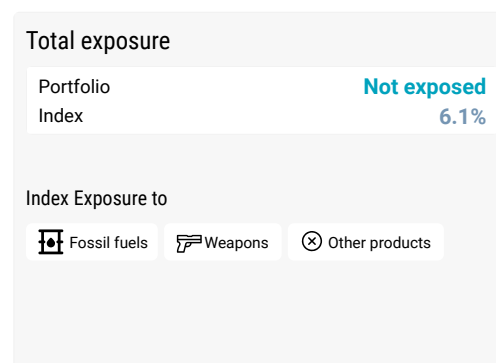 Total exposure
Portfolio Not exposed
Index 6.1%
Index Exposure to
Fossil fuels Weapons Other products